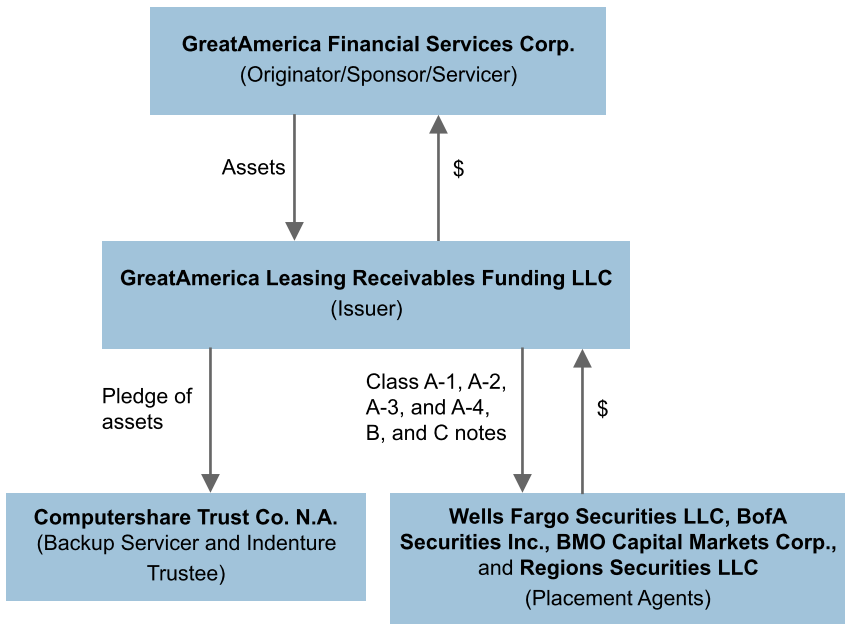 GreatAmerica Financial Services Corp.
(Originator/Sponsor/Servicer)
Assets
$
GreatAmerica Leasing Receivables Funding LLC
(Issuer)
Pledge of
assets
Class A-1, A-2,
A-3, and A-4,
B, and C notes
$
Computershare Trust Co. N.A.
(Backup Servicer and Indenture
Trustee)
Wells Fargo Securities LLC, BofA
Securities Inc., BMO Capital Markets Corp.,
and Regions Securities LLC
(Placement Agents)